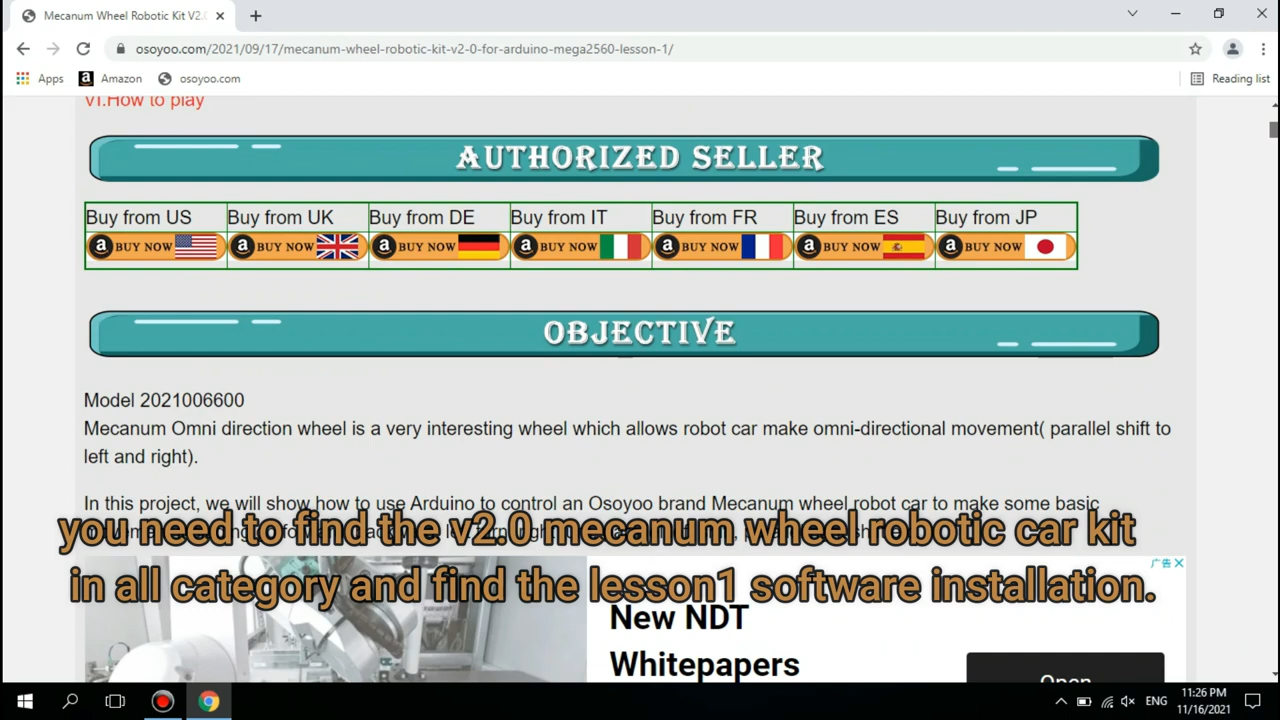 Mecanum Wheel Robotic Kit V2.
osoyoo.com/2021/09/17/mecanum-wheel-robotic-kit-v2-0-for-arduino-mega2560-lesson-1/
Apps
Amazon
osoyoo.com
Reading list
VI.How to play
AUTHORIZED SELLER
Buy from US
Buy from UK
Buy from DE
Buy from IT
Buy from FR
Buy from ES
Buy from JP
BUY NOW
BUY NOW
BUY NOW
BUY NOW
BUY NOW
BUY NOW
BUY NOW
OBJECTIVE
Model 2021006600
Mecanum Omni direction wheel is a very interesting wheel which allows robot car make omni-directional movement( parallel shift to
left and right).
In this project, we will show how to use Arduino to control an Osoyoo brand Mecanum wheel robot car to make some basic
you need to find the v2.0 mecanum wheel robotic car kit
in all category and find the lesson1 software installation.
广告
New NDT
Whitepapers
Open
ENG
11:26 PM
11/16/2021